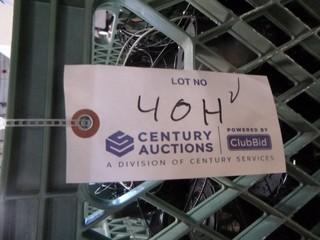 LOT NO
40H
CENTURY AUCTIONS
POWERED BY
ClubBid
A DIVISION OF CENTURY SERVICES